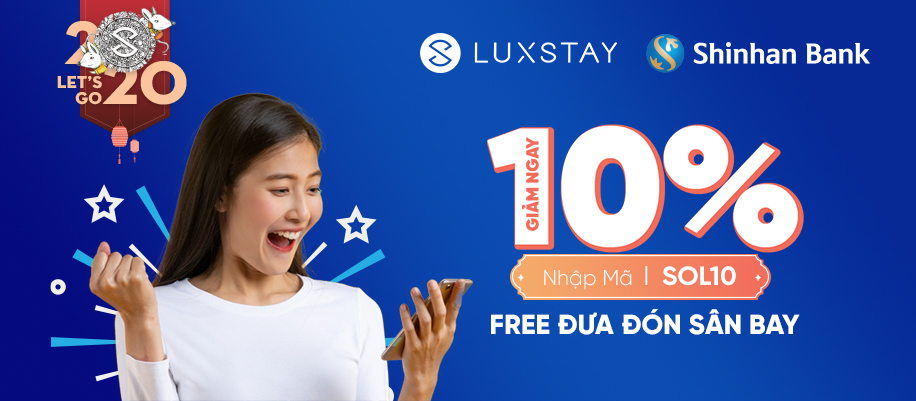 2020
LET'S
GO
LUXSTAY
Shinhan Bank
GIẢM NGAY
10%
Nhập Mã | SOL10
FREE ĐƯA ĐÓN SÂN BAY